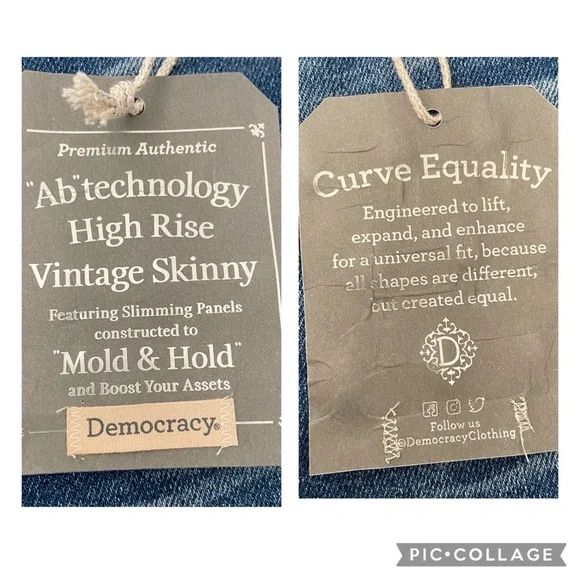 Premium Authentic
"Ab"technology
High Rise
Vintage Skinny
Featuring Slimming Panels
constructed to
"Mold & Hold"
and Boost Your Assets
Democracy®
Curve Equality
Engineered to lift,
expand, and enhance
for a universal fit, because
all shapes are different,
but created equal.
D
Follow us
@DemocracyClothing
PIC•COLLAGE